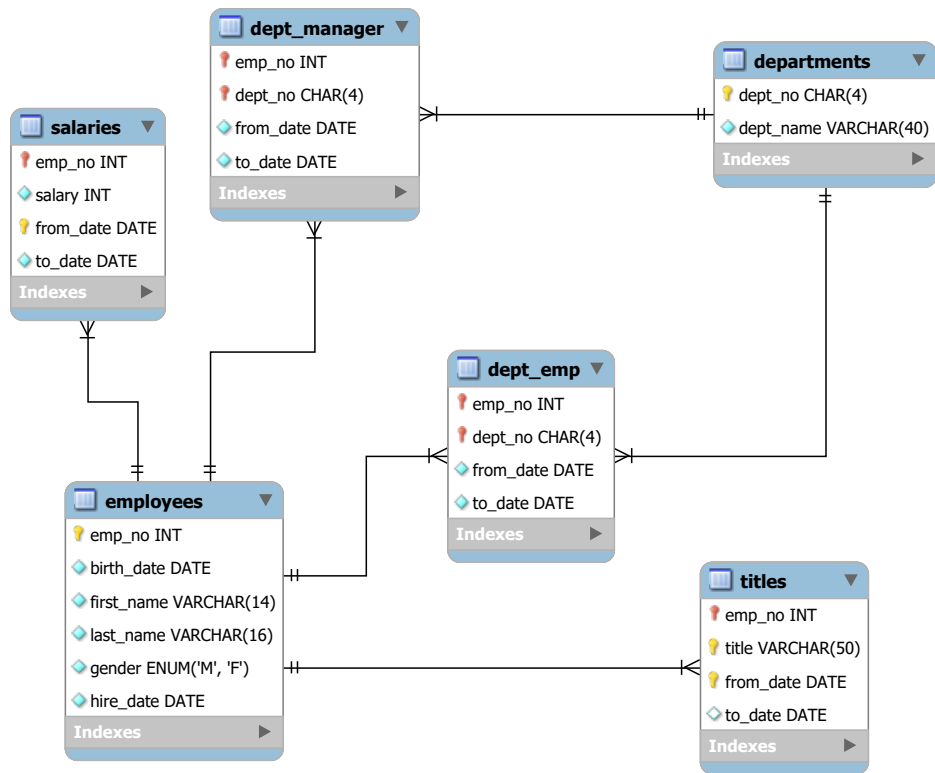 dept_manager
emp_no INT
dept_no CHAR(4)
from_date DATE
to_date DATE
Indexes
departments
dept_no CHAR(4)
dept_name VARCHAR(40)
Indexes
salaries
emp_no INT
salary INT
from_date DATE
to_date DATE
Indexes
dept_emp
emp_no INT
dept_no CHAR(4)
from_date DATE
to_date DATE
Indexes
employees
emp_no INT
birth_date DATE
first_name VARCHAR(14)
last_name VARCHAR(16)
gender ENUM('M', 'F')
hire_date DATE
Indexes
titles
emp_no INT
title VARCHAR(50)
from_date DATE
to_date DATE
Indexes